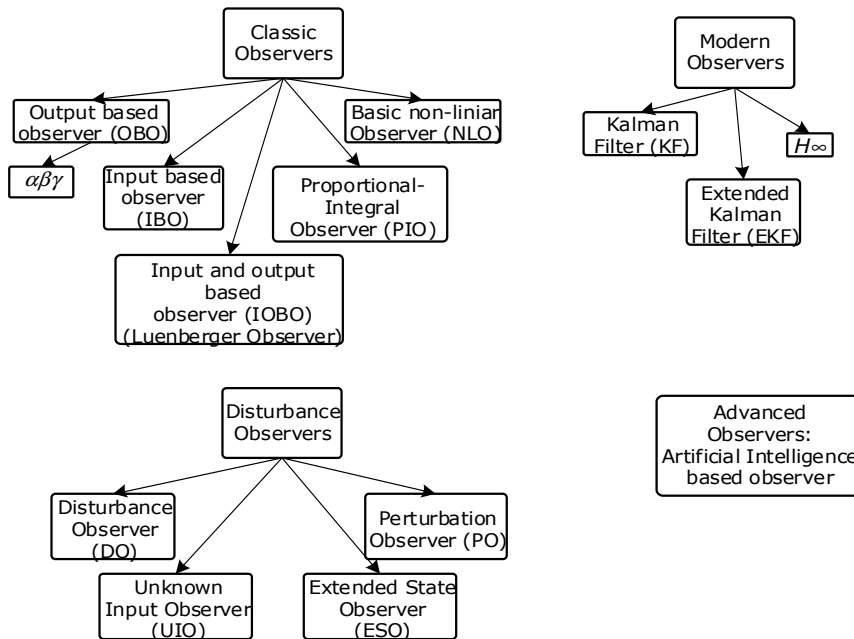 Classic
Observers
Output based
observer (OBO)
αβγ
Input based
observer
(IBO)
Input and output
based
observer (IOBO)
(Luenberger Observer)
Proportional-
Integral
Observer (PIO)
Basic non-linian
Observer (NLO)
Modern
Observers
Kalman
Filter (KF)
Extended
Kalman
Filter (EKF)
H∞
Disturbance
Observers
Disturbance
Observer
(DO)
Unknown
Input Observer
(UIO)
Extended State
Observer
(ESO)
Perturbation
Observer (PO)
Advanced
Observers:
Artificial Intelligence
based observer